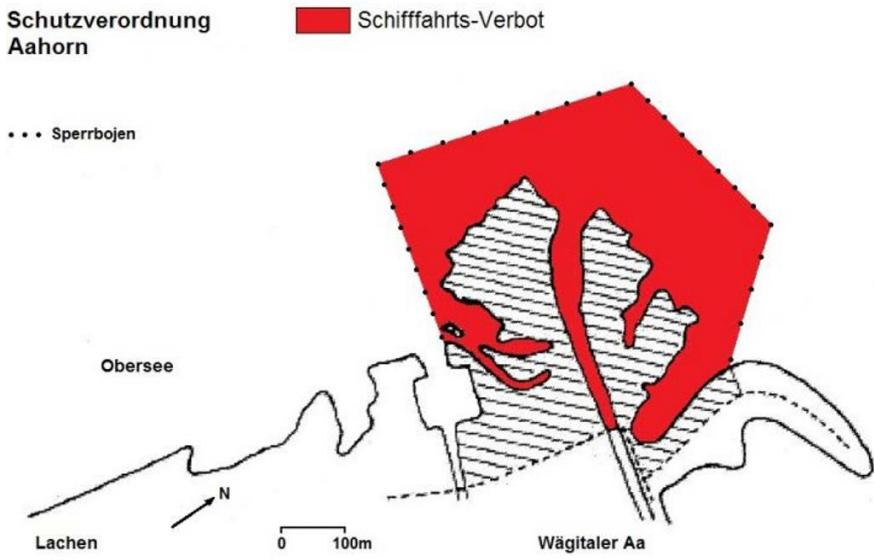 Schutzverordnung
Aahorn
Schifffahrts-Verbot
• • • Sperrbojen
Obersee
N
Lachen
0 100m
Wägitaler Aa